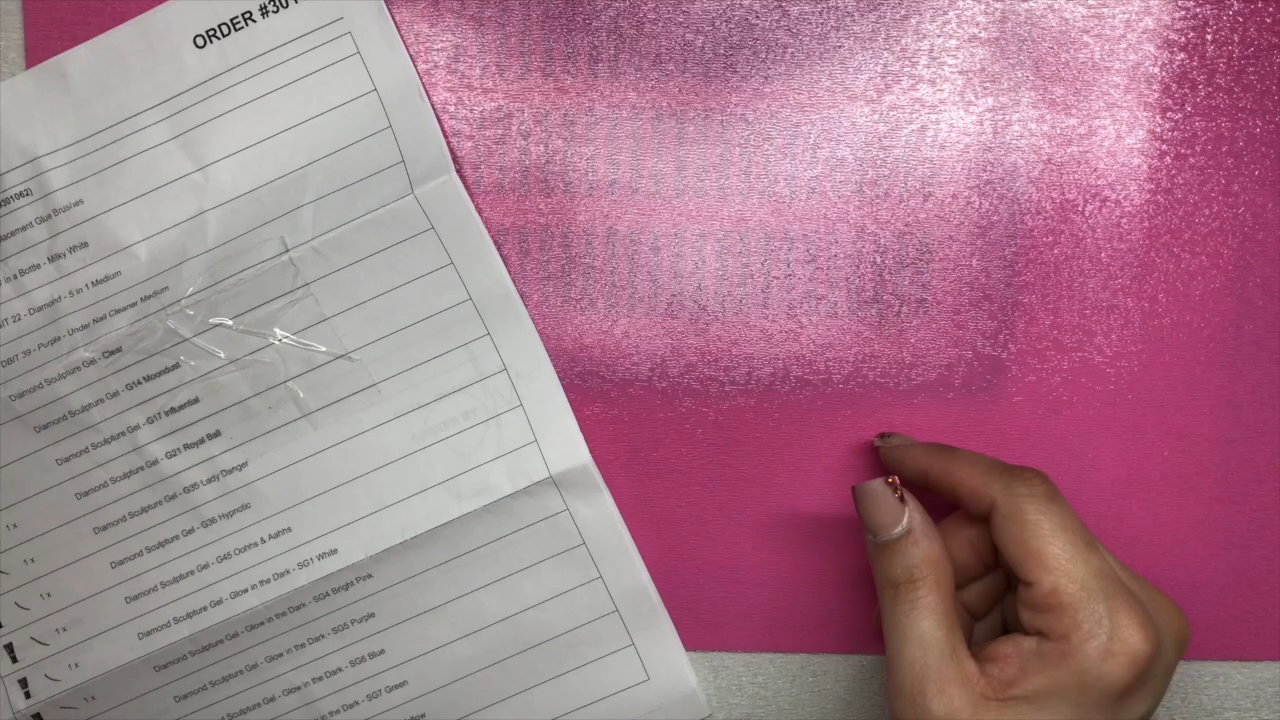 ORDER #301
301062)
lacement Glue Brushes
in a Bottle - Milky White
BIT 22 - Diamond - 5 in 1 Medium
DBIT 39 - Purple - Under Nail Cleaner Medium
Diamond Sculpture Gel - Clear
Diamond Sculpture Gel - G14 Moondust
Diamond Sculpture Gel - G17 Influential
Diamond Sculpture Gel - G21 Royal Ball
1 x Diamond Sculpture Gel - G35 Lady Danger
1 x Diamond Sculpture Gel - G36 Hypnotic
1 x Diamond Sculpture Gel - G45 Oohhs & Aahhs
1 x Diamond Sculpture Gel - Glow in the Dark - SG1 White
1 x Diamond Sculpture Gel - Glow in the Dark - SG4 Bright Pink
1 x Diamond Sculpture Gel - Glow in the Dark - SG5 Purple
Sculpture Gel - Glow in the Dark - SG6 Blue
Gel - Glow in the Dark - SG7 Green